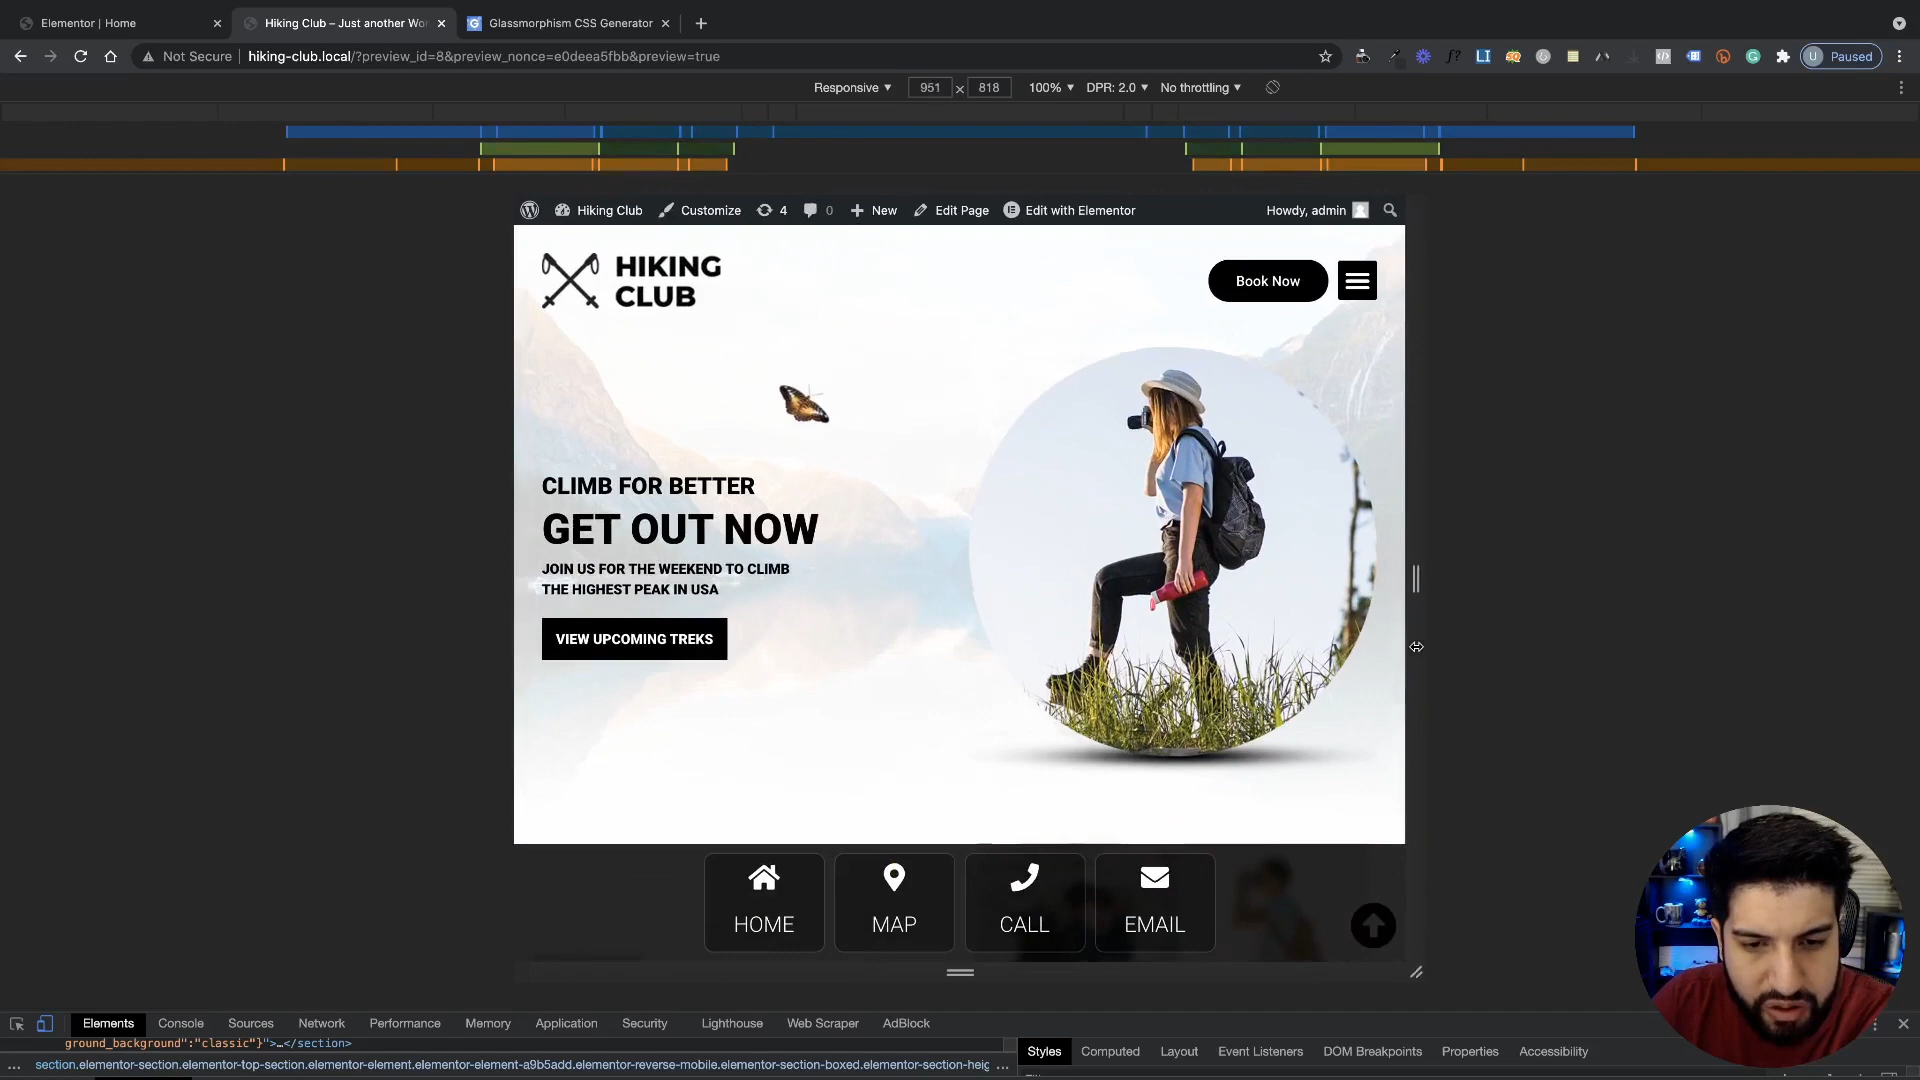 Elementor | Home
Hiking Club – Just another Wor
Glassmorphism CSS Generator
Not Secure
hiking-club.local/?preview_id=8&preview_nonce=e0deea5fbb&preview=true
f?
LI
U Paused
Responsive 951 × 818 100% DPR: 2.0 No throttling
Hiking Club Customize 4 0 New Edit Page Edit with Elementor Howdy, admin
HIKING
CLUB
Book Now
CLIMB FOR BETTER
GET OUT NOW
JOIN US FOR THE WEEKEND TO CLIMB
THE HIGHEST PEAK IN USA
VIEW UPCOMING TREKS
HOME MAP CALL EMAIL
Elements Console Sources Network Performance Memory Application Security Lighthouse Web Scraper AdBlock
ground_background":"classic"}">…</section>
... section.elementor-section.elementor-top-section.elementor-element.elementor-element-a9b5add.elementor-reverse-mobile.elementor-section-boxed.elementor-section-heig ...
Styles Computed Layout Event Listeners DOM Breakpoints Properties Accessibility